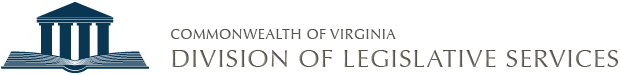 COMMONWEALTH OF VIRGINIA
DIVISION OF LEGISLATIVE SERVICES